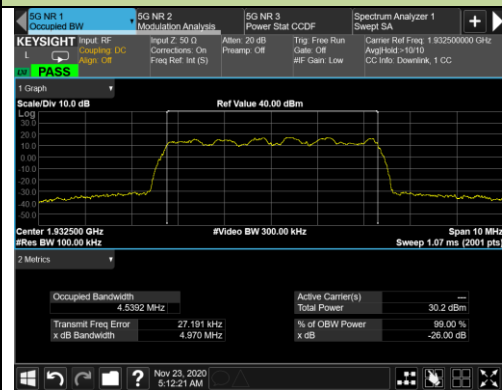 5G NR 1
Occupied BW
5G NR 2
Modulation Analysis
5G NR 3
Power Stat CCDF
Spectrum Analyzer 1
Swept SA
KEYSIGHT
L
PASS
Input: RF
Coupling: DC
Align: Off
Input Z: 50 Ω
Corrections: On
Freq Ref: Int (S)
Atten: 20 dB
Preamp: Off
Trig: Free Run
Gate: Off
#IF Gain: Low
Carrier Ref Freq: 1.932500000 GHz
Avg|Hold:>10/10
CC Info: Downlink, 1 CC
1 Graph
Scale/Div 10.0 dB
Ref Value 40.00 dBm
Log
30.0
20.0
10.0
0.00
-10.0
-20.0
-30.0
-40.0
-50.0
Center 1.932500 GHz
#Video BW 300.00 kHz
Span 10 MHz
#Res BW 100.00 kHz
Sweep 1.07 ms (2001 pts)
2 Metrics
Occupied Bandwidth
4.5392 MHz
Transmit Freq Error 27.191 kHz
x dB Bandwidth 4.970 MHz
Active Carrier(s) ---
Total Power 30.2 dBm
% of OBW Power 99.00 %
x dB -26.00 dB
?
Nov 23, 2020
5:12:21 AM